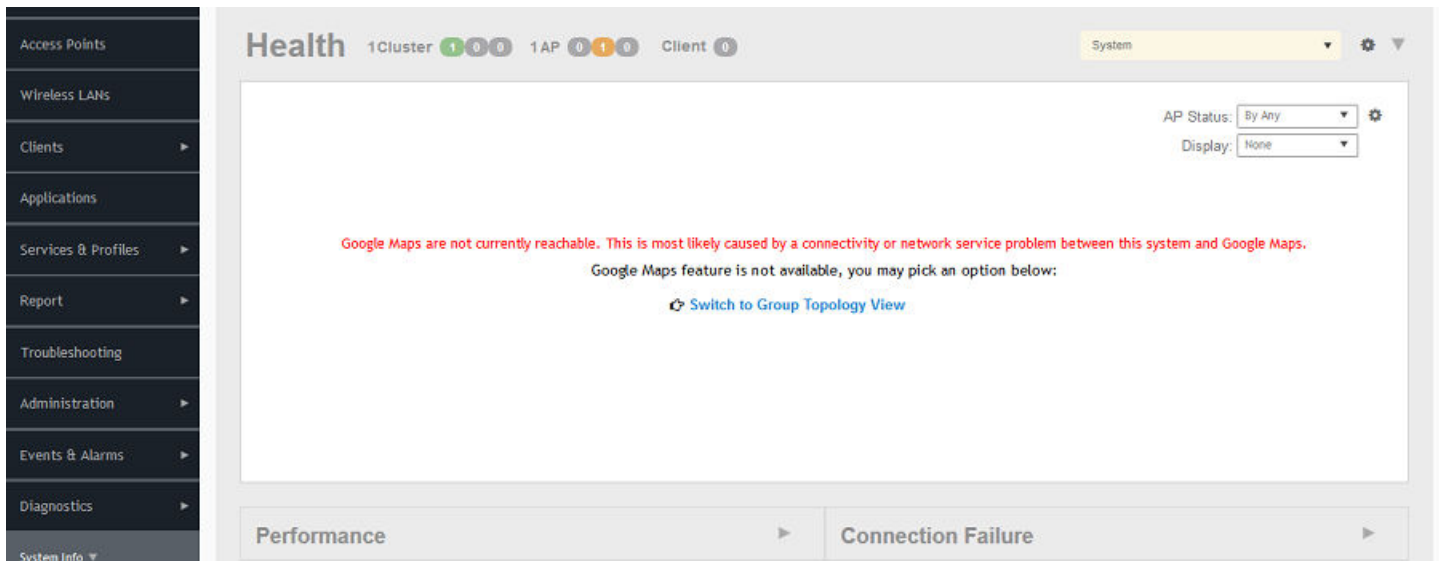 Access Points
Wireless LANs
Clients
Applications
Services & Profiles
Report
Troubleshooting
Administration
Events & Alarms
Diagnostics
System Info
Health 1Cluster 1 0 0 1AP 0 1 0 Client 0
System
AP Status: By Any
Display: None
Google Maps are not currently reachable. This is most likely caused by a connectivity or network service problem between this system and Google Maps.
Google Maps feature is not available, you may pick an option below:
Switch to Group Topology View
Performance
Connection Failure